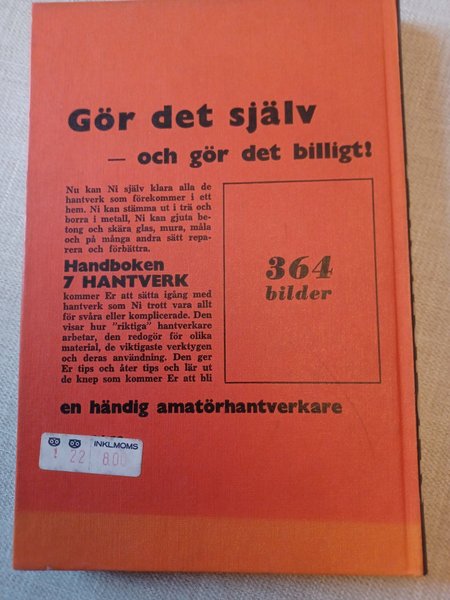 Gör det själv
— och gör det billigt!
Nu kan Ni själv klara alla de
hantverk som förekommer i ett
hem. Ni kan stämma ut i trä och
borra i metall, Ni kan gjuta be-
tong och skära glas, mura, måla
och på många andra sätt repa-
rera och förbättra.
Handboken
7 HANTVERK
kommer Er att sätta igång med
hantverk som Ni trott vara allt
för svåra eller komplicerade. Den
visar hur "riktiga" hantverkare
arbetar, den redogör för olika
material, de viktigaste verktygen
och deras användning. Den ger
Er tips och åter tips och lär ut
de knep som kommer Er att bli
364
bilder
en händig amatörhantverkare
INKL.MOMS
1 22 8.00